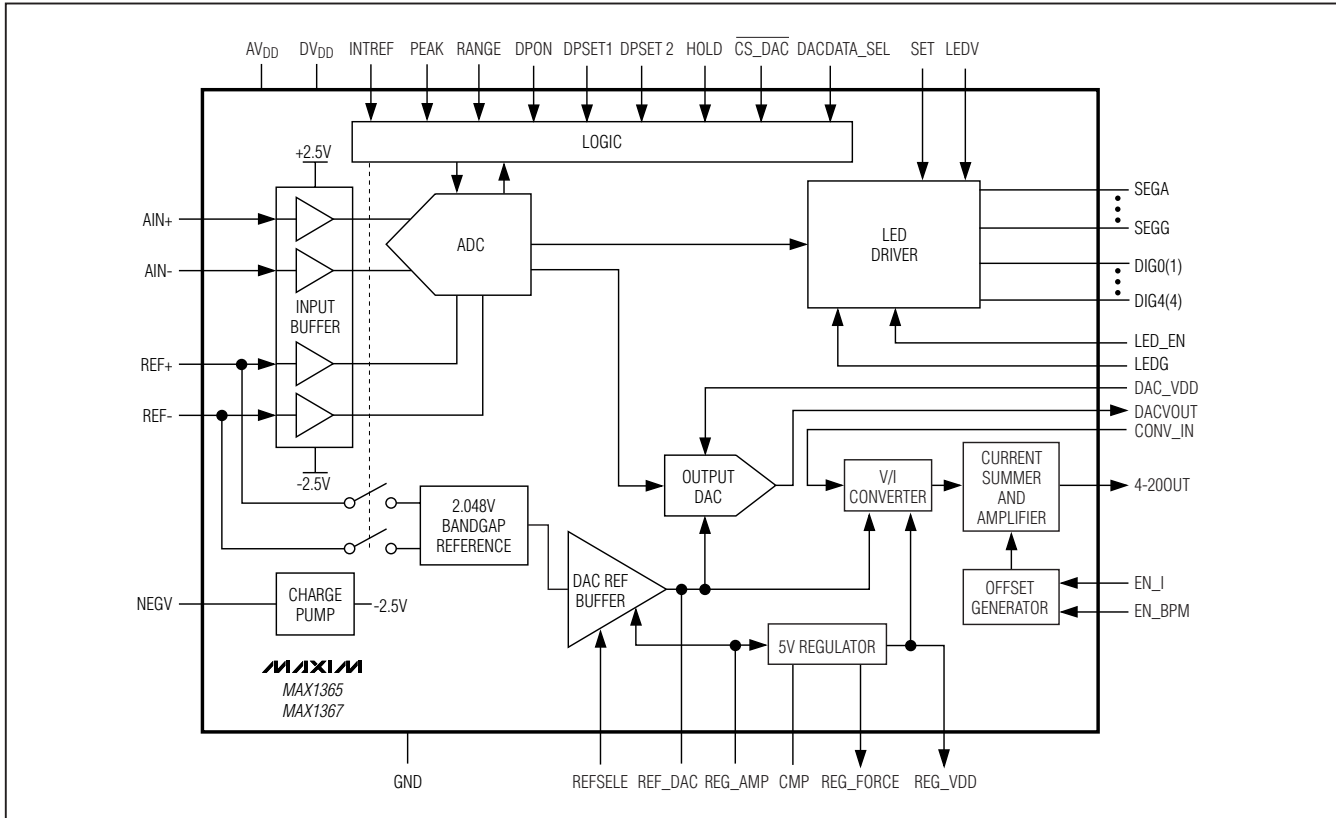 AVDD DVDD INTREF PEAK RANGE DPON DPSET1 DPSET 2 HOLD CS_DAC DACDATA_SEL SET LEDV
LOGIC
+2.5V
AIN+
AIN-
INPUT
BUFFER
REF+
REF-
-2.5V
ADC
LED
DRIVER
SEGA
SEGG
DIG0(1)
DIG4(4)
LED_EN
LEDG
DAC_VDD
DACVOUT
CONV_IN
OUTPUT
DAC
V/I
CONVERTER
CURRENT
SUMMER
AND
AMPLIFIER
4-20OUT
2.048V
BANDGAP
REFERENCE
DAC REF
BUFFER
OFFSET
GENERATOR
EN_I
EN_BPM
NEGV
CHARGE
PUMP
-2.5V
5V REGULATOR
MAXIM
MAX1365
MAX1367
GND REFSELE REF_DAC REG_AMP CMP REG_FORCE REG_VDD